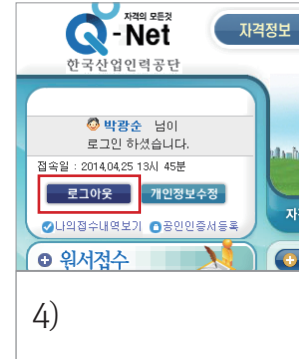 자격의 모든것
Q-Net
자격정보
한국산업인력공단
박광순 님이
로그인 하셨습니다.
접속일 : 2014.04.25 13시 45분
로그아웃 개인정보수정
나의접수내역보기 공인인증서등록
원서접수
자
4)